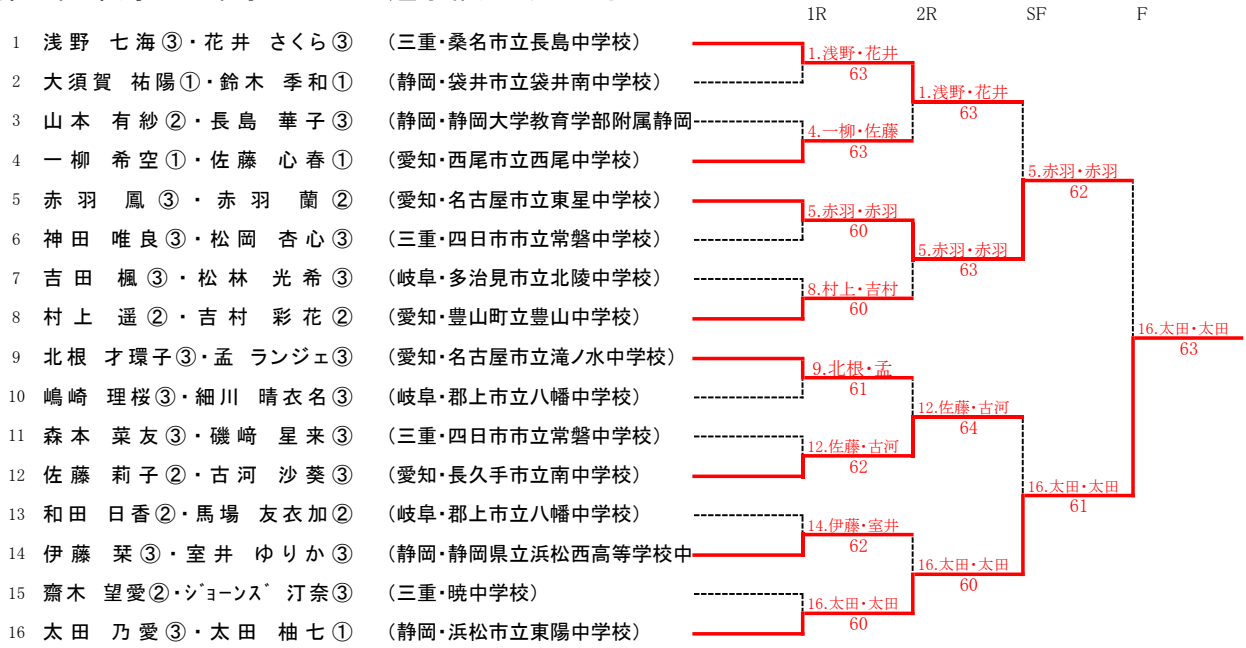 1R 2R SF F
1 浅野 七海③・花井 さくら③ (三重・桑名市立長島中学校)
1.浅野・花井
63
2 大須賀 祐陽①・鈴木 季和① (静岡・袋井市立袋井南中学校)
1.浅野・花井
63
3 山本 有紗②・長島 華子③ (静岡・静岡大学教育学部附属静岡
4.一柳・佐藤
63
4 一柳 希空①・佐藤 心春① (愛知・西尾市立西尾中学校)
5.赤羽・赤羽
62
5 赤羽 鳳③・赤羽 蘭② (愛知・名古屋市立東星中学校)
5.赤羽・赤羽
60
6 神田 唯良③・松岡 杏心③ (三重・四日市市立常磐中学校)
5.赤羽・赤羽
63
7 吉田 楓③・松林 光希③ (岐阜・多治見市立北陵中学校)
8.村上・吉村
60
8 村上 遥②・吉村 彩花② (愛知・豊山町立豊山中学校)
16.太田・太田
63
9 北根 才環子③・孟 ランジェ③ (愛知・名古屋市立滝ノ水中学校)
9.北根・孟
61
10 嶋崎 理桜③・細川 晴衣名③ (岐阜・郡上市立八幡中学校)
12.佐藤・古河
64
11 森本 菜友③・磯﨑 星来③ (三重・四日市市立常磐中学校)
12.佐藤・古河
62
12 佐藤 莉子②・古河 沙葵③ (愛知・長久手市立南中学校)
16.太田・太田
61
13 和田 日香②・馬場 友衣加② (岐阜・郡上市立八幡中学校)
14.伊藤・室井
62
14 伊藤 栞③・室井 ゆりか③ (静岡・静岡県立浜松西高等学校中
16.太田・太田
60
15 齋木 望愛②・ジョーンズ 汀奈③ (三重・暁中学校)
16.太田・太田
60
16 太田 乃愛③・太田 柚七① (静岡・浜松市立東陽中学校)